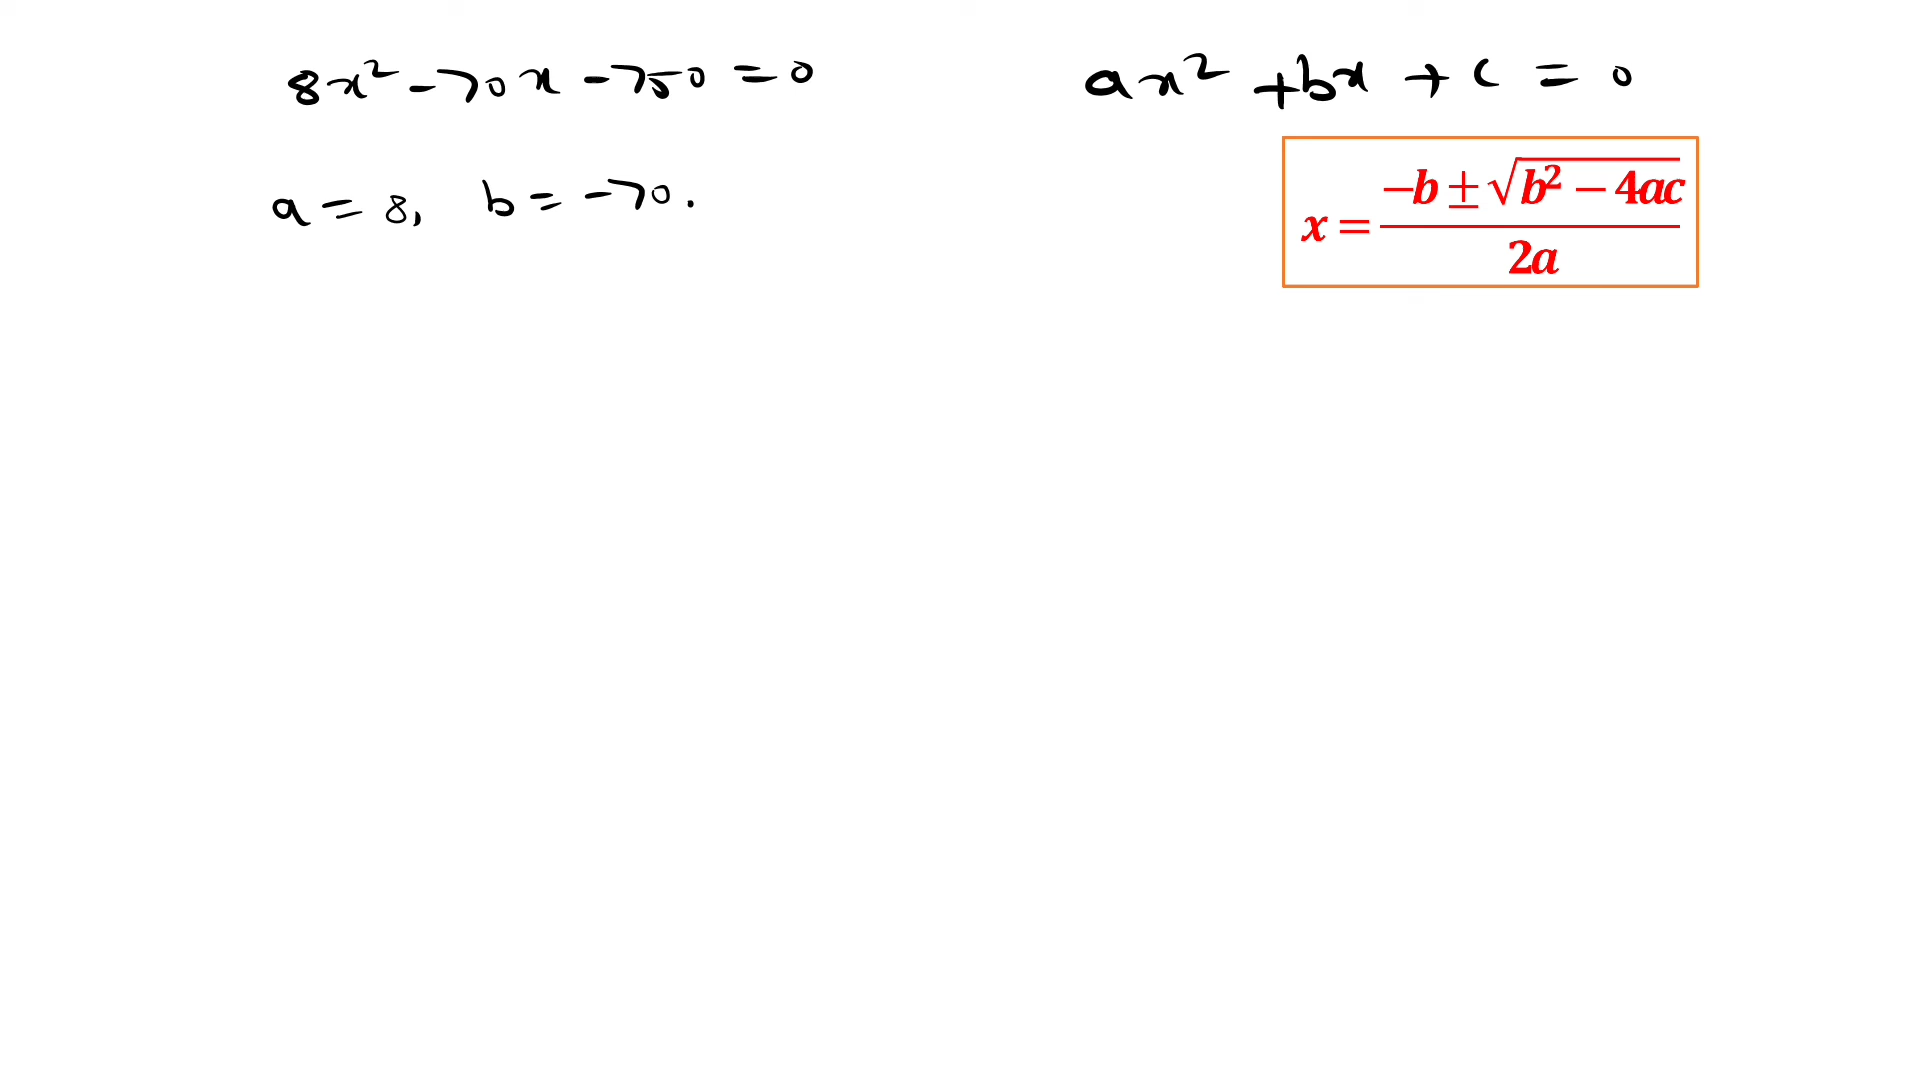 8x² -70x -750 = 0
ax² + bx + c = 0
a = 8, b = -70.
x = (-b ± √(b² - 4ac)) / 2a